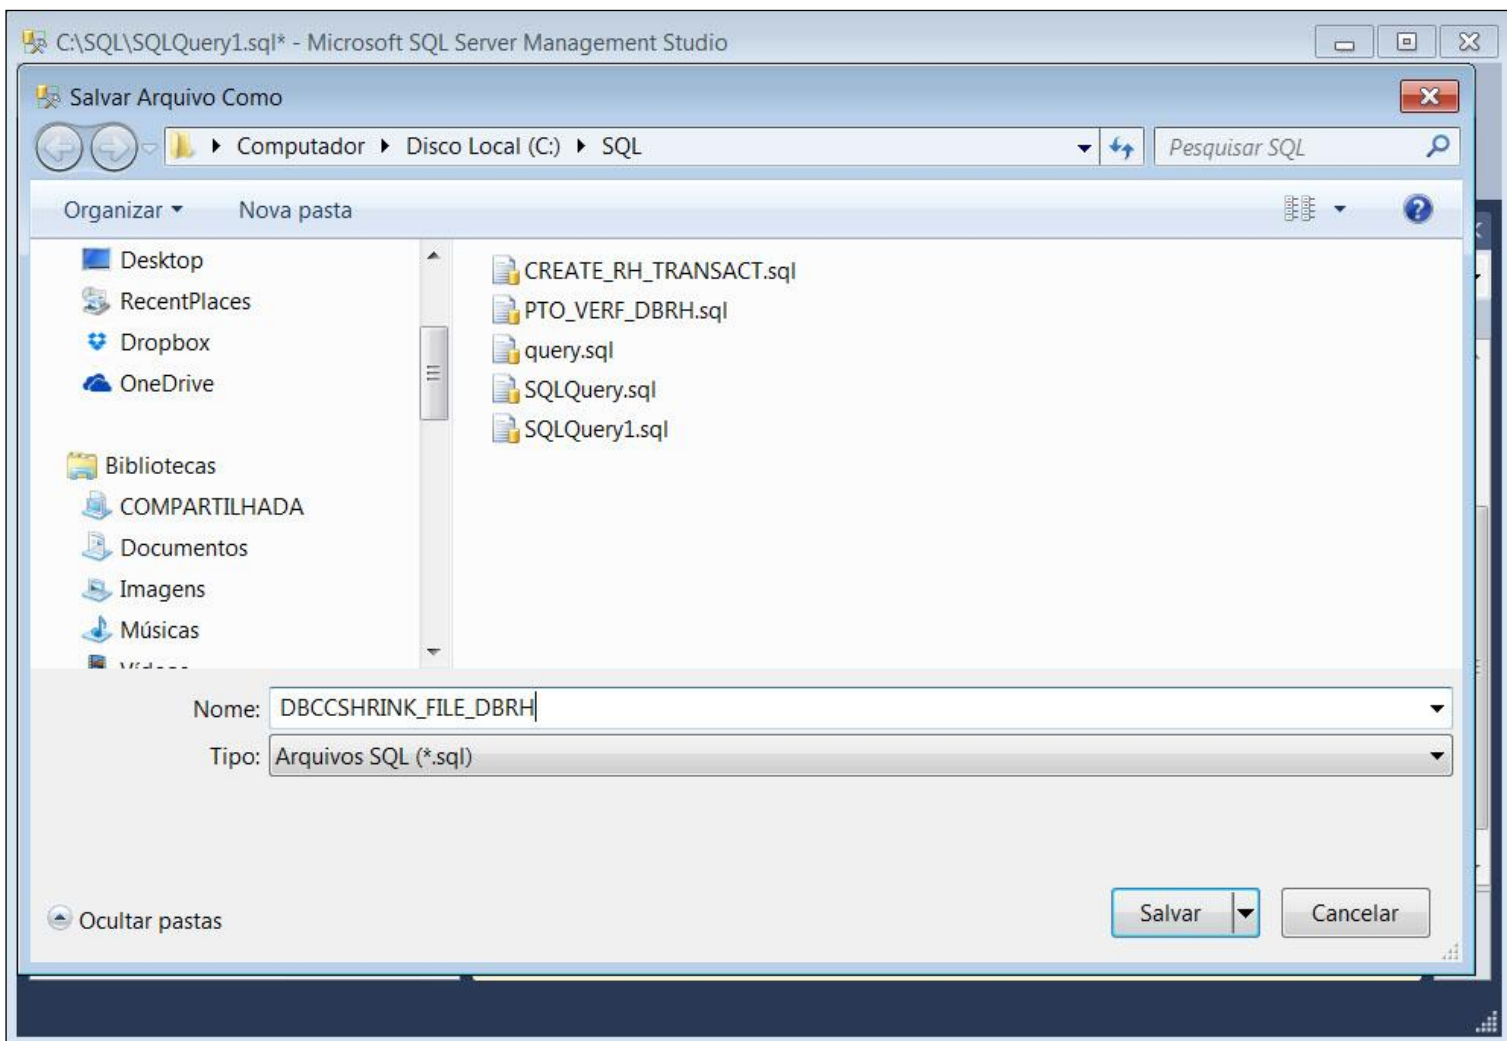 C:\SQL\SQLQuery1.sql* - Microsoft SQL Server Management Studio
Salvar Arquivo Como
Computador Disco Local (C:) SQL
Pesquisar SQL
Organizar Nova pasta
Desktop
RecentPlaces
Dropbox
OneDrive
Bibliotecas
COMPARTILHADA
Documentos
Imagens
Músicas
CREATE_RH_TRANSACT.sql
PTO_VERF_DBRH.sql
query.sql
SQLQuery.sql
SQLQuery1.sql
Nome: DBCCSHRINK_FILE_DBRH
Tipo: Arquivos SQL (*.sql)
Ocultar pastas
Salvar
Cancelar